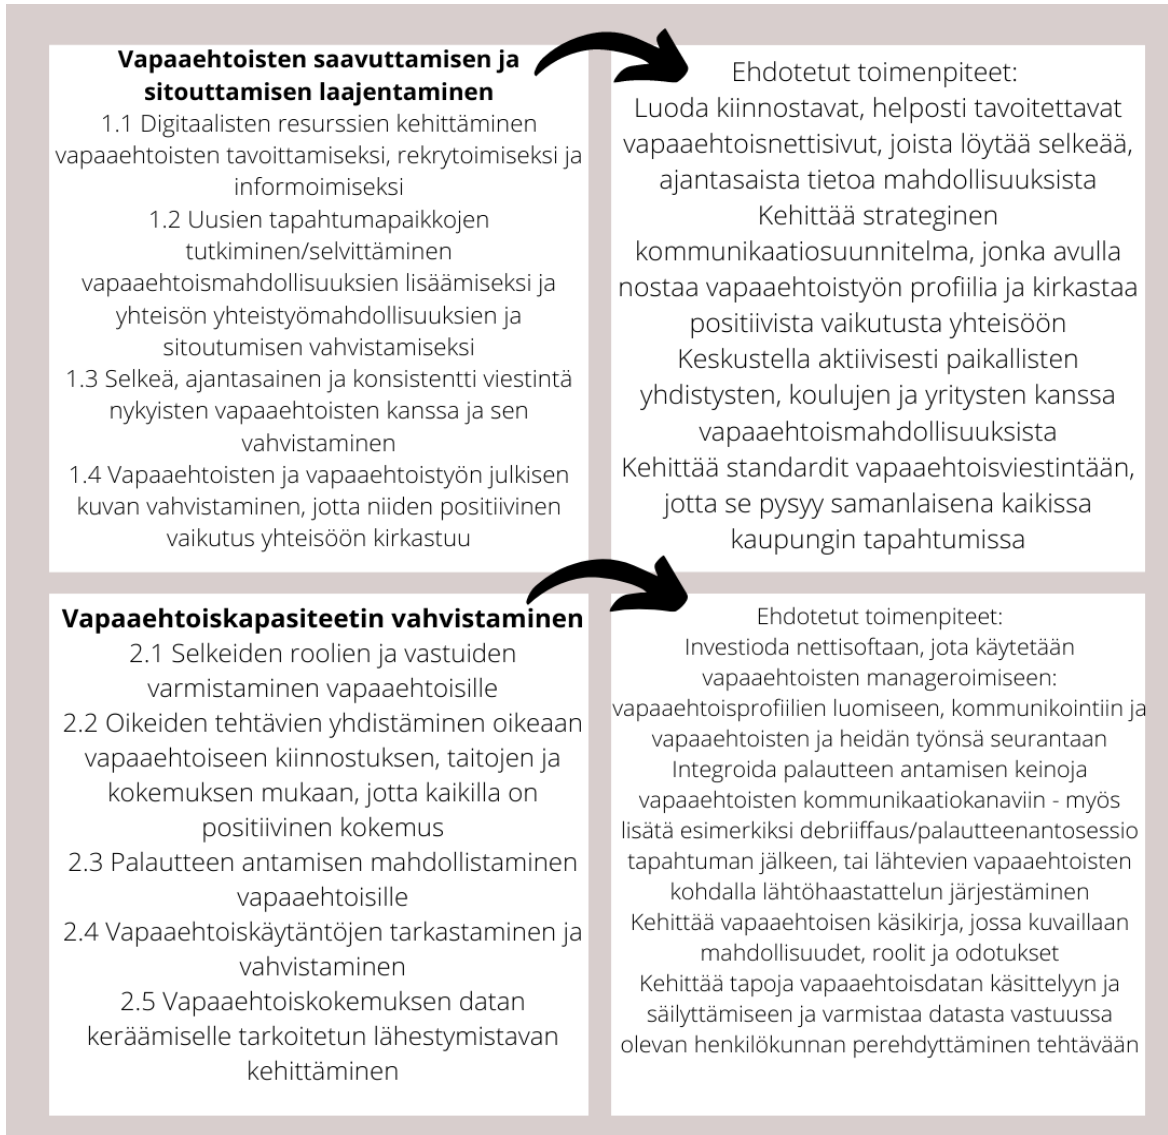 Vapaaehtoisten saavuttamisen ja
sitouttamisen laajentaminen
1.1 Digitaalisten resurssien kehittäminen
vapaaehtoisten tavoittamiseksi, rekrytoimiseksi ja
informoimiseksi
1.2 Uusien tapahtumapaikkojen
tutkiminen/selvittäminen
vapaaehtoismahdollisuuksien lisäämiseksi ja
yhteisön yhteistyömahdollisuuksien ja
sitoutumisen vahvistamiseksi
1.3 Selkeä, ajantasainen ja konsistentti viestintä
nykyisten vapaaehtoisten kanssa ja sen
vahvistaminen
1.4 Vapaaehtoisten ja vapaaehtoistyön julkisen
kuvan vahvistaminen, jotta niiden positiivinen
vaikutus yhteisöön kirkastuu
Ehdotetut toimenpiteet:
Luoda kiinnostavat, helposti tavoitettavat
vapaaehtoisnettisivut, joista löytää selkeää,
ajantasaista tietoa mahdollisuuksista
Kehittää strateginen
kommunikaatiosuunnitelma, jonka avulla
nostaa vapaaehtoistyön profiilia ja kirkastaa
positiivista vaikutusta yhteisöön
Keskustella aktiivisesti paikallisten
yhdistysten, koulujen ja yritysten kanssa
vapaaehtoismahdollisuuksista
Kehittää standardit vapaaehtoisviestintään,
jotta se pysyy samanlaisena kaikissa
kaupungin tapahtumissa
Vapaaehtoiskapasiteetin vahvistaminen
2.1 Selkeiden roolien ja vastuiden
varmistaminen vapaaehtoisille
2.2 Oikeiden tehtävien yhdistäminen oikeaan
vapaaehtoiseen kiinnostuksen, taitojen ja
kokemuksen mukaan, jotta kaikilla on
positiivinen kokemus
2.3 Palautteen antamisen mahdollistaminen
vapaaehtoisille
2.4 Vapaaehtoiskäytäntöjen tarkastaminen ja
vahvistaminen
2.5 Vapaaehtoiskokemuksen datan
keräämiselle tarkoitetun lähestymistavan
kehittäminen
Ehdotetut toimenpiteet:
Investioda nettisoftaan, jota käytetään
vapaaehtoisten manageroimiseen:
vapaaehtoisprofiilien luomiseen, kommunikointiin ja
vapaaehtoisten ja heidän työnsä seurantaan
Integroida palautteen antamisen keinoja
vapaaehtoisten kommunikaatiokanaviin - myös
lisätä esimerkiksi debriiffaus/palautteenantosessio
tapahtuman jälkeen, tai lähtevien vapaaehtoisten
kohdalla lähtöhaastattelun järjestäminen
Kehittää vapaaehtoisen käsikirja, jossa kuvaillaan
mahdollisuudet, roolit ja odotukset
Kehittää tapoja vapaaehtoisdatan käsittelyyn ja
säilyttämiseen ja varmistaa datasta vastuussa
olevan henkilökunnan perehdyttäminen tehtävään